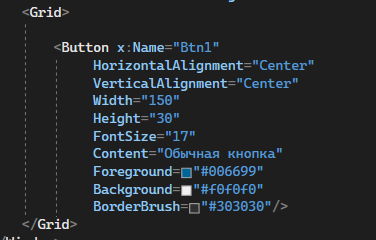 <Grid>
<Button x:Name="Btn1"
HorizontalAlignment="Center"
VerticalAlignment="Center"
Width="150"
Height="30"
FontSize="17"
Content="Обычная кнопка"
Foreground="#006699"
Background="#f0f0f0"
BorderBrush="#303030"/>
</Grid>